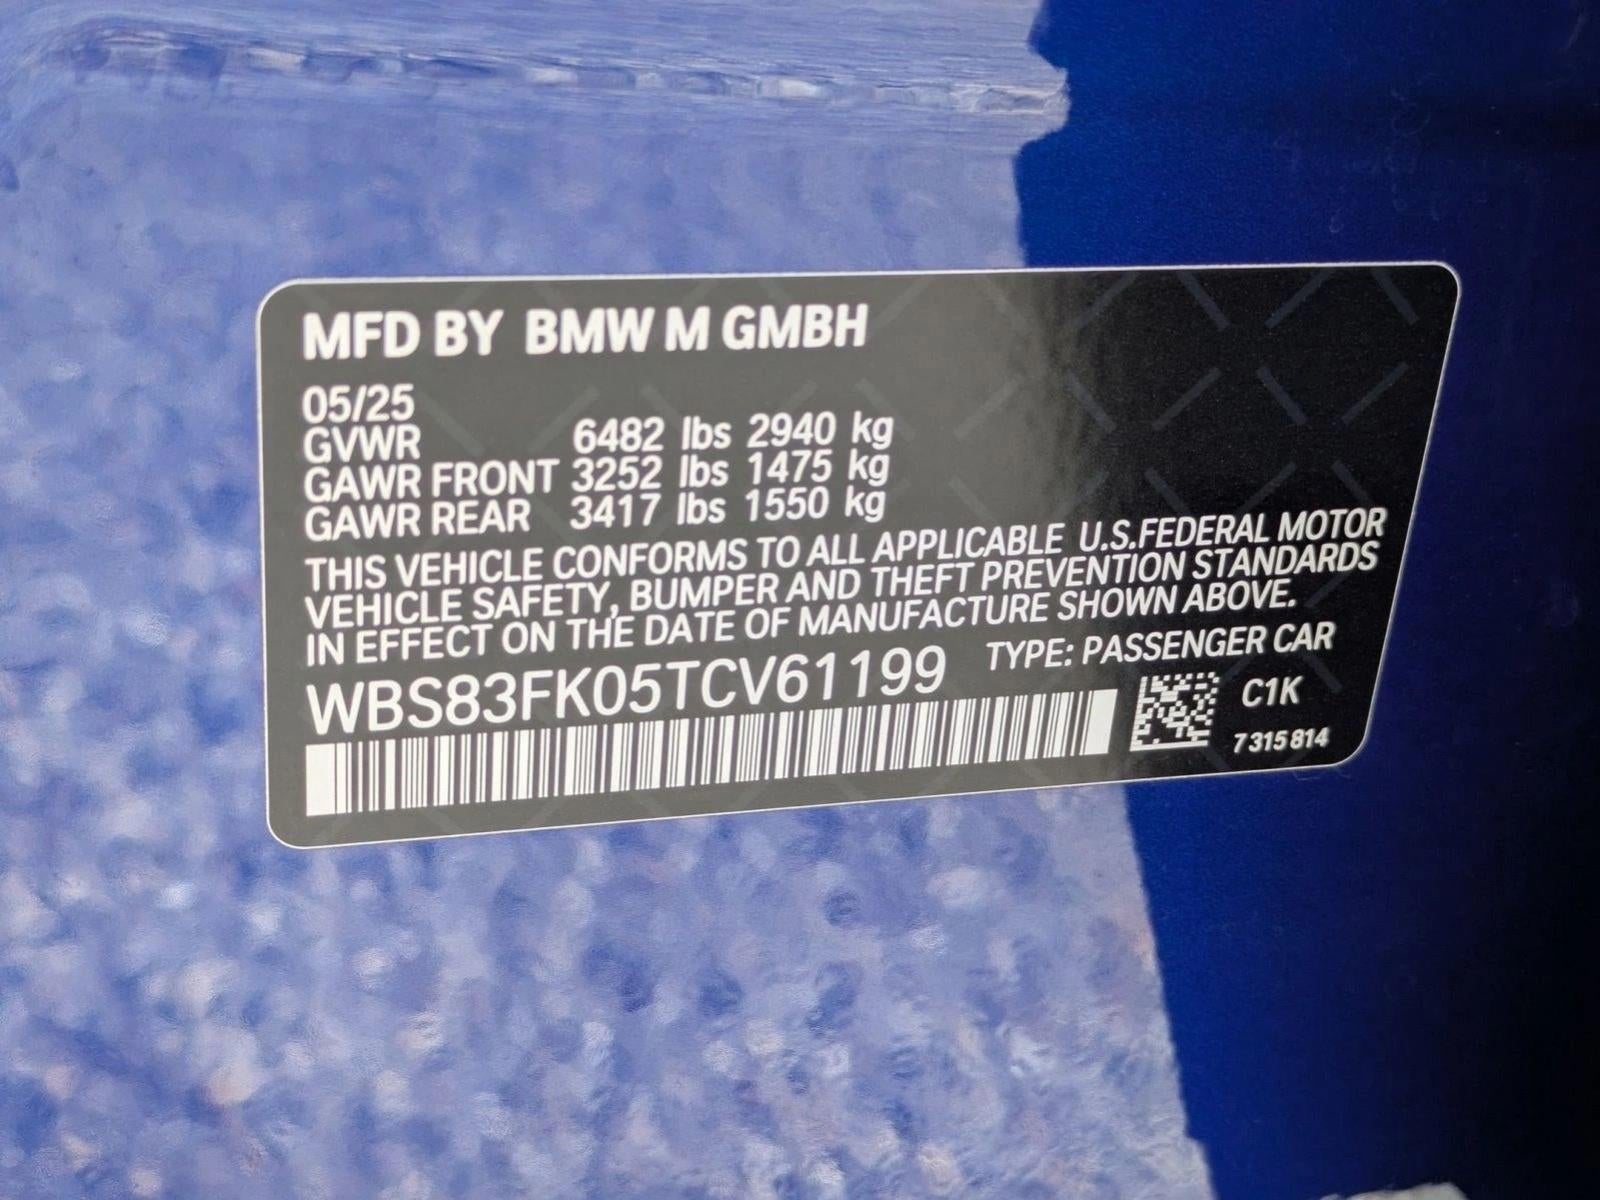 MFD BY BMW M GMBH
05/25
GVWR 6482 lbs 2940 kg
GAWR FRONT 3252 lbs 1475 kg
GAWR REAR 3417 lbs 1550 kg
THIS VEHICLE CONFORMS TO ALL APPLICABLE U.S.FEDERAL MOTOR
VEHICLE SAFETY, BUMPER AND THEFT PREVENTION STANDARDS
IN EFFECT ON THE DATE OF MANUFACTURE SHOWN ABOVE.
WBS83FK05TCV61199 TYPE: PASSENGER CAR
C1K
7315814